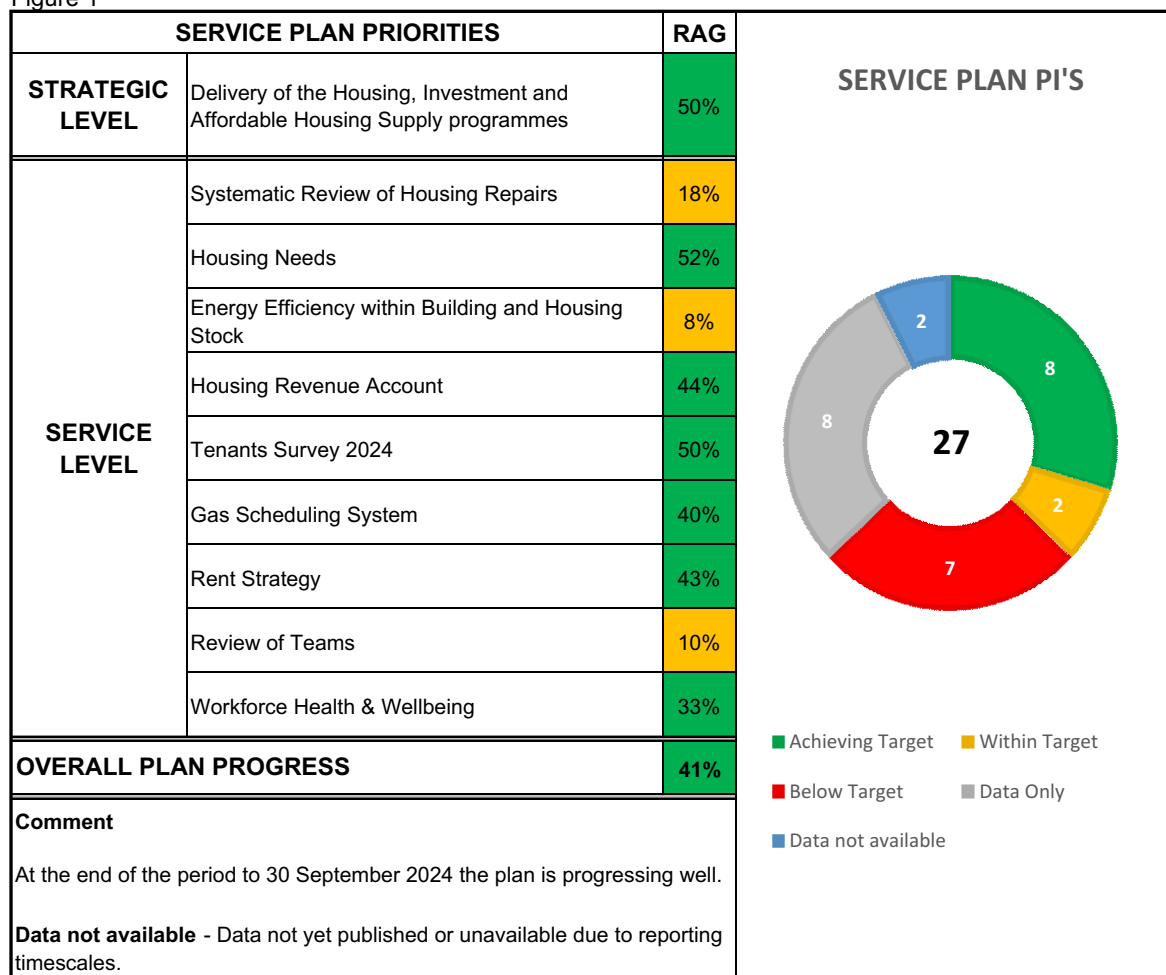 Figure 1
SERVICE PLAN PRIORITIES RAG
STRATEGIC LEVEL
Delivery of the Housing, Investment and
Affordable Housing Supply programmes
50%
SERVICE LEVEL
Systematic Review of Housing Repairs 18%
Housing Needs 52%
Energy Efficiency within Building and Housing
Stock
8%
Housing Revenue Account 44%
Tenants Survey 2024 50%
Gas Scheduling System 40%
Rent Strategy 43%
Review of Teams 10%
Workforce Health & Wellbeing 33%
OVERALL PLAN PROGRESS 41%
Comment
At the end of the period to 30 September 2024 the plan is progressing well.
Data not available - Data not yet published or unavailable due to reporting
timescales.
SERVICE PLAN PI'S
2
8
8
27
2
7
Achieving Target Within Target
Below Target Data Only
Data not available